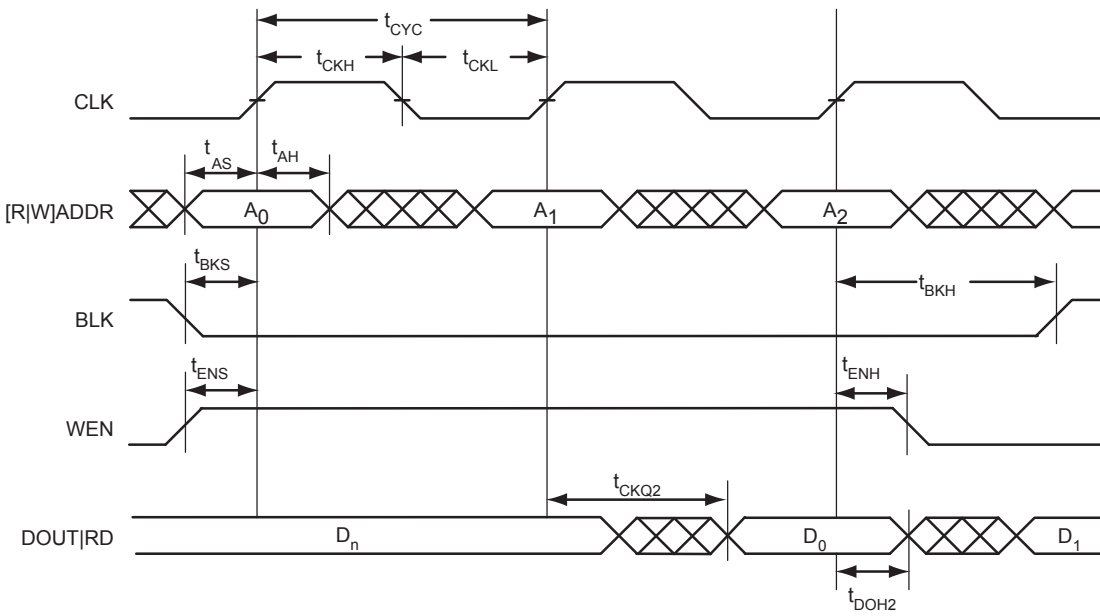 tCYC
tCKH
tCKL
CLK
tAS
tAH
[R|W]ADDR
A0
A1
A2
tBKS
tBKH
BLK
tENS
tENH
WEN
tCKQ2
DOUT|RD
Dn
D0
D1
tDOH2